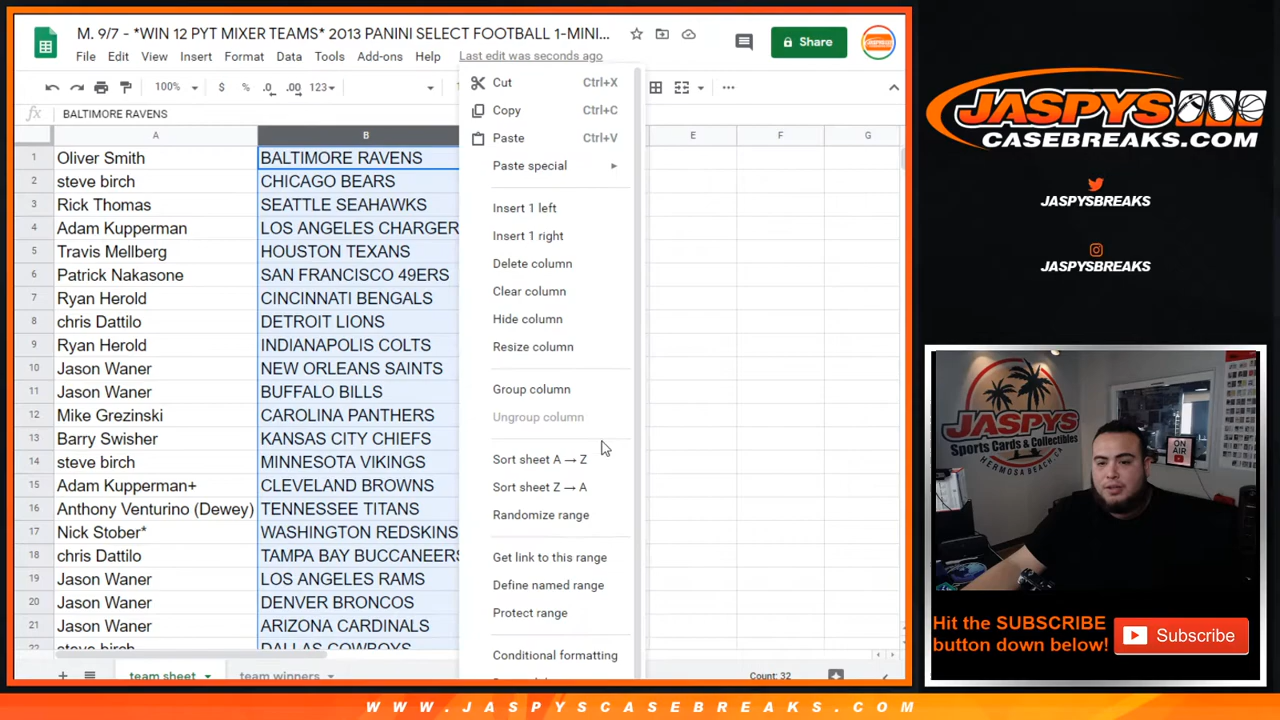 M. 9/7 - *WIN 12 PYT MIXER TEAMS* 2013 PANINI SELECT FOOTBALL 1-MINI...
Share
File Edit View Insert Format Data Tools Add-ons Help Last edit was seconds ago
100% $ % .0 .00 123
fx BALTIMORE RAVENS
A B E F G
1 Oliver Smith BALTIMORE RAVENS
2 steve birch CHICAGO BEARS
3 Rick Thomas SEATTLE SEAHAWKS
4 Adam Kupperman LOS ANGELES CHARGER
5 Travis Mellberg HOUSTON TEXANS
6 Patrick Nakasone SAN FRANCISCO 49ERS
7 Ryan Herold CINCINNATI BENGALS
8 chris Dattilo DETROIT LIONS
9 Ryan Herold INDIANAPOLIS COLTS
10 Jason Waner NEW ORLEANS SAINTS
11 Jason Waner BUFFALO BILLS
12 Mike Grezinski CAROLINA PANTHERS
13 Barry Swisher KANSAS CITY CHIEFS
14 steve birch MINNESOTA VIKINGS
15 Adam Kupperman+ CLEVELAND BROWNS
16 Anthony Venturino (Dewey) TENNESSEE TITANS
17 Nick Stober* WASHINGTON REDSKINS
18 chris Dattilo TAMPA BAY BUCCANEERS
19 Jason Waner LOS ANGELES RAMS
20 Jason Waner DENVER BRONCOS
21 Jason Waner ARIZONA CARDINALS
22 steve birch DALLAS COWBOYS
Cut Ctrl+X
Copy Ctrl+C
Paste Ctrl+V
Paste special
Insert 1 left
Insert 1 right
Delete column
Clear column
Hide column
Resize column
Group column
Ungroup column
Sort sheet A → Z
Sort sheet Z → A
Randomize range
Get link to this range
Define named range
Protect range
Conditional formatting
team sheet team winners Count: 32
JASPYS
CASEBREAKS.COM
JASPYSBREAKS
JASPYSBREAKS
JASPYS
Sports Cards & Collectibles
HERMOSA BEACH, CA
ON AIR
Hit the SUBSCRIBE
button down below!
Subscribe
WWW.JASPYSCASEBREAKS.COM